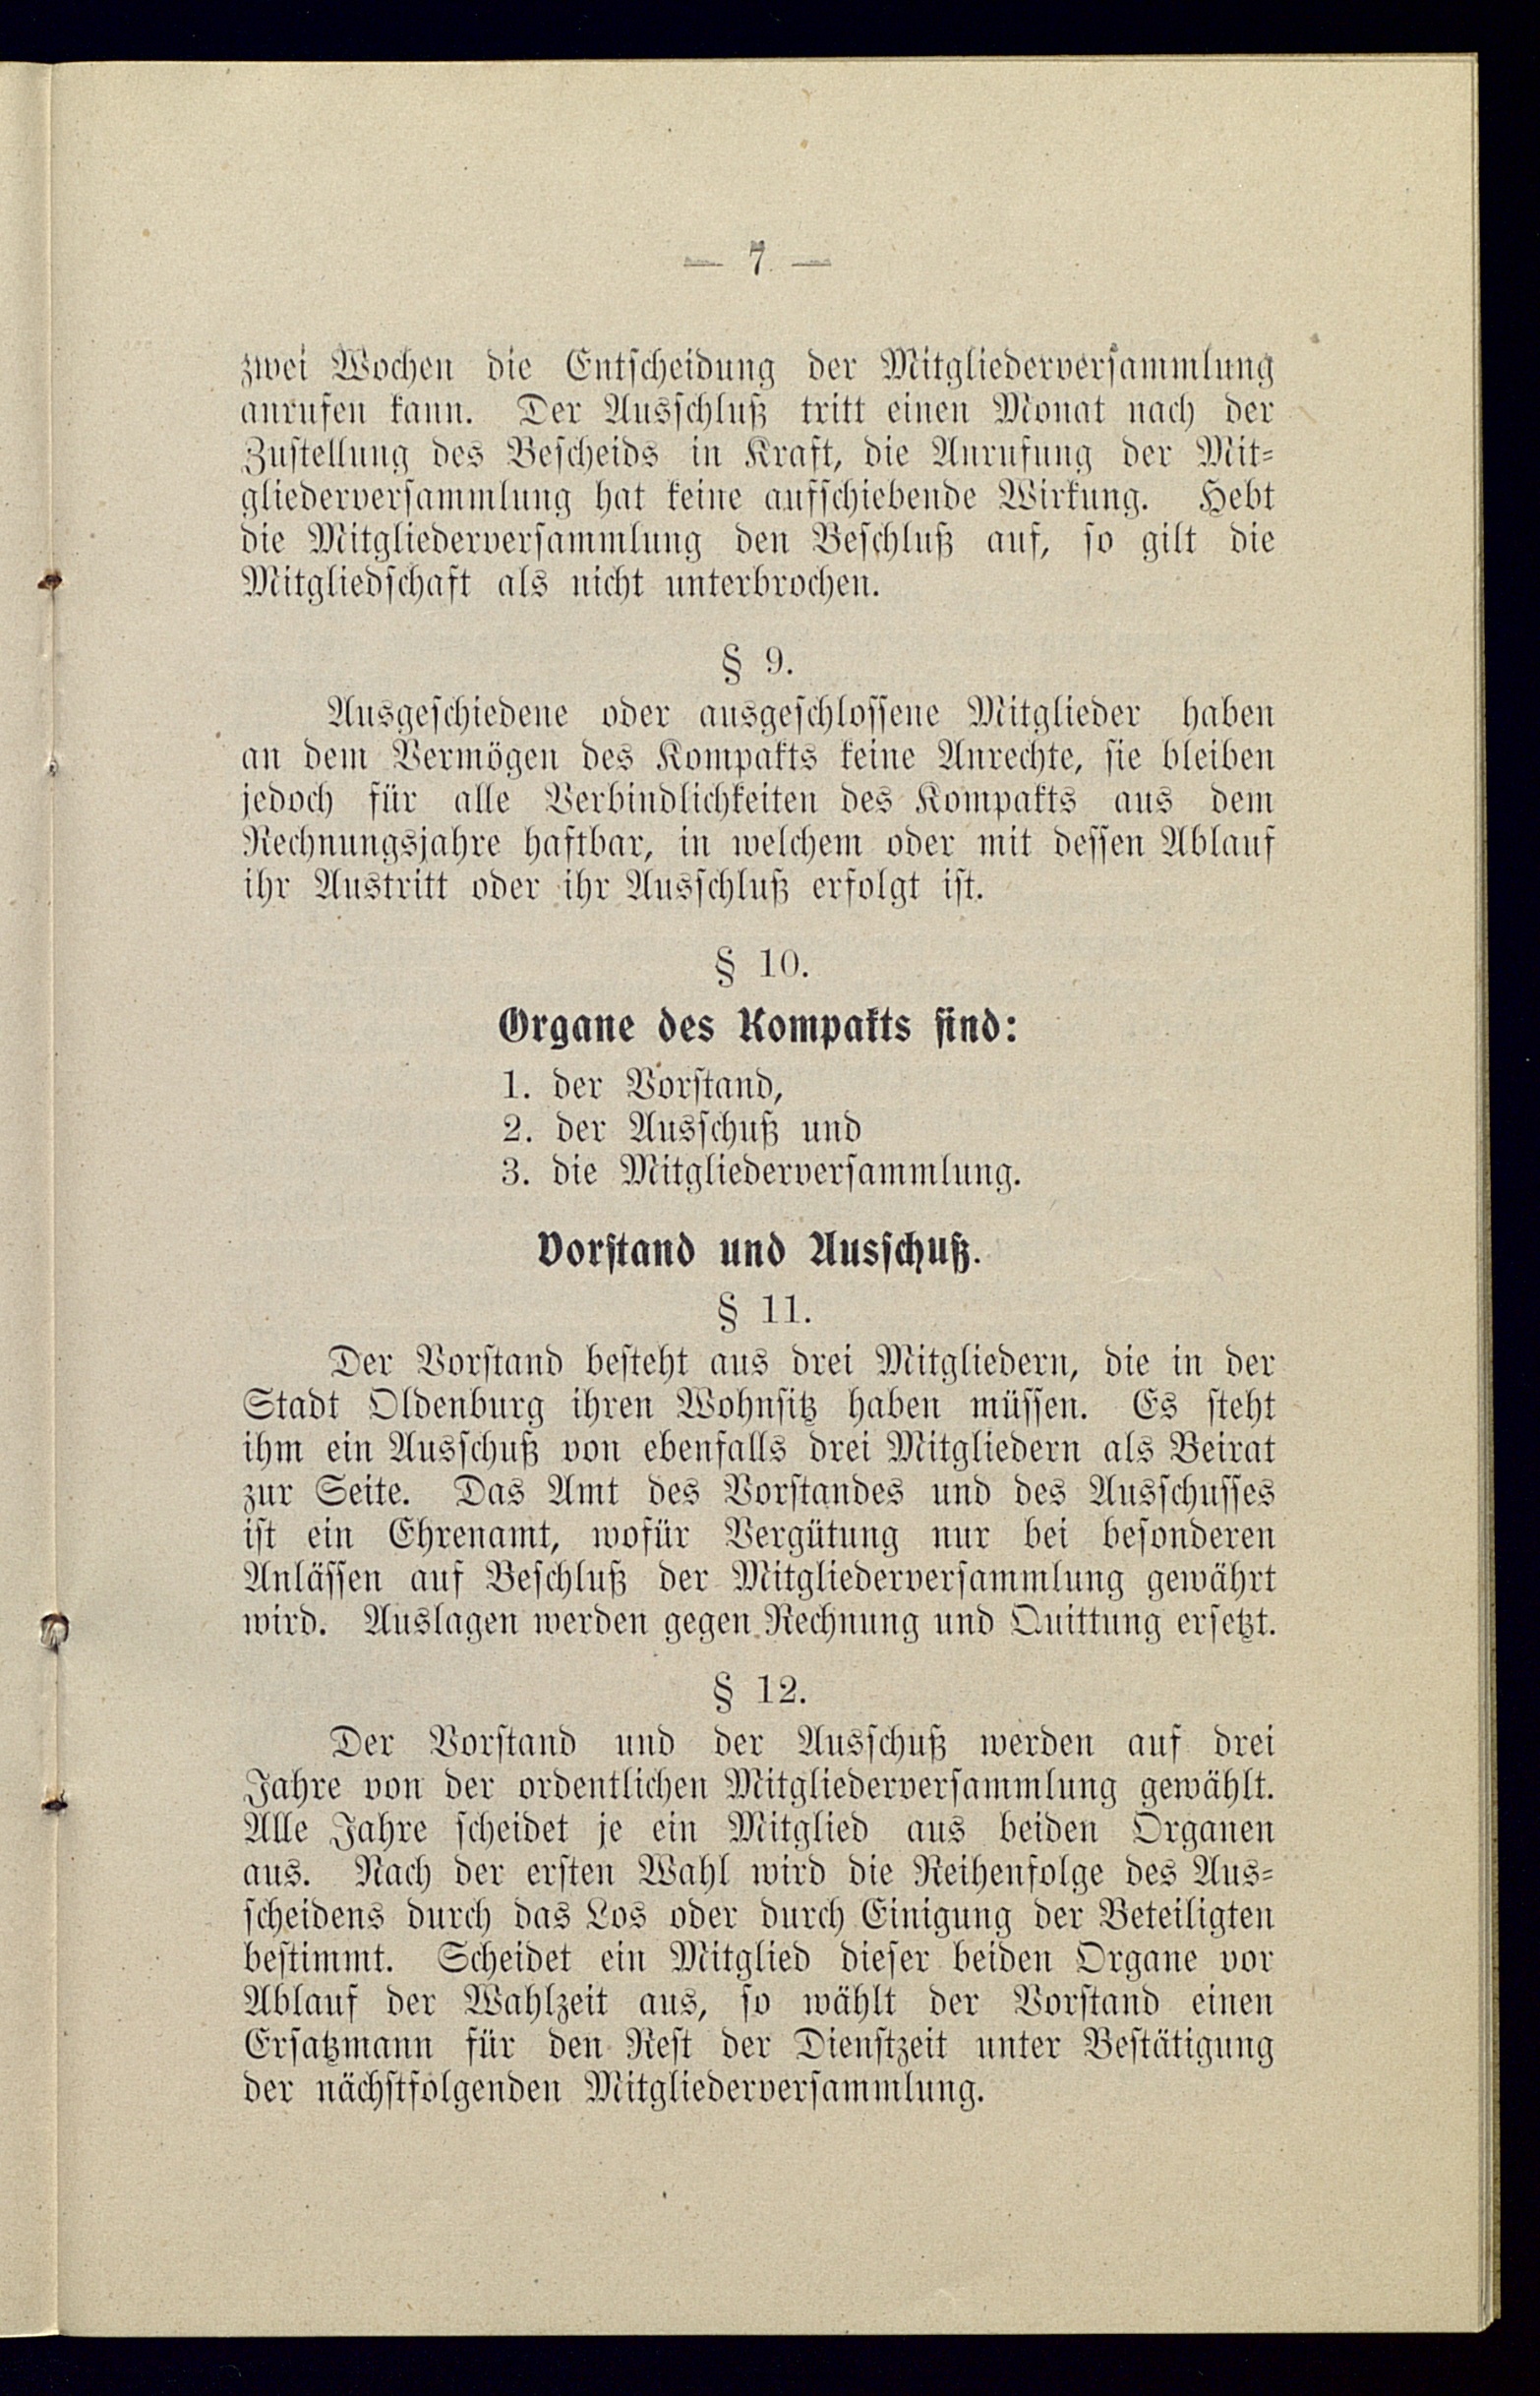 — 7 —
zwei Wochen die Entscheidung der Mitgliederversammlung
anrufen kann. Der Ausschluß tritt einen Monat nach der
Zustellung des Bescheids in Kraft, die Anrufung der Mit-
gliederversammlung hat keine aufschiebende Wirkung. Hebt
die Mitgliederversammlung den Beschluß auf, so gilt die
Mitgliedschaft als nicht unterbrochen.
§ 9.
Ausgeschiedene oder ausgeschlossene Mitglieder haben
an dem Vermögen des Kompakts keine Anrechte, sie bleiben
jedoch für alle Verbindlichkeiten des Kompakts aus dem
Rechnungsjahre haftbar, in welchem oder mit dessen Ablauf
ihr Austritt oder ihr Ausschluß erfolgt ist.
§ 10.
Organe des Kompakts sind:
1. der Vorstand,
2. der Ausschuß und
3. die Mitgliederversammlung.
Vorstand und Ausschuß.
§ 11.
Der Vorstand besteht aus drei Mitgliedern, die in der
Stadt Oldenburg ihren Wohnsitz haben müssen. Es steht
ihm ein Ausschuß von ebenfalls drei Mitgliedern als Beirat
zur Seite. Das Amt des Vorstandes und des Ausschusses
ist ein Ehrenamt, wofür Vergütung nur bei besonderen
Anlässen auf Beschluß der Mitgliederversammlung gewährt
wird. Auslagen werden gegen Rechnung und Quittung ersetzt.
§ 12.
Der Vorstand und der Ausschuß werden auf drei
Jahre von der ordentlichen Mitgliederversammlung gewählt.
Alle Jahre scheidet je ein Mitglied aus beiden Organen
aus. Nach der ersten Wahl wird die Reihenfolge des Aus-
scheidens durch das Los oder durch Einigung der Beteiligten
bestimmt. Scheidet ein Mitglied dieser beiden Organe vor
Ablauf der Wahlzeit aus, so wählt der Vorstand einen
Ersatzmann für den Rest der Dienstzeit unter Bestätigung
der nächstfolgenden Mitgliederversammlung.